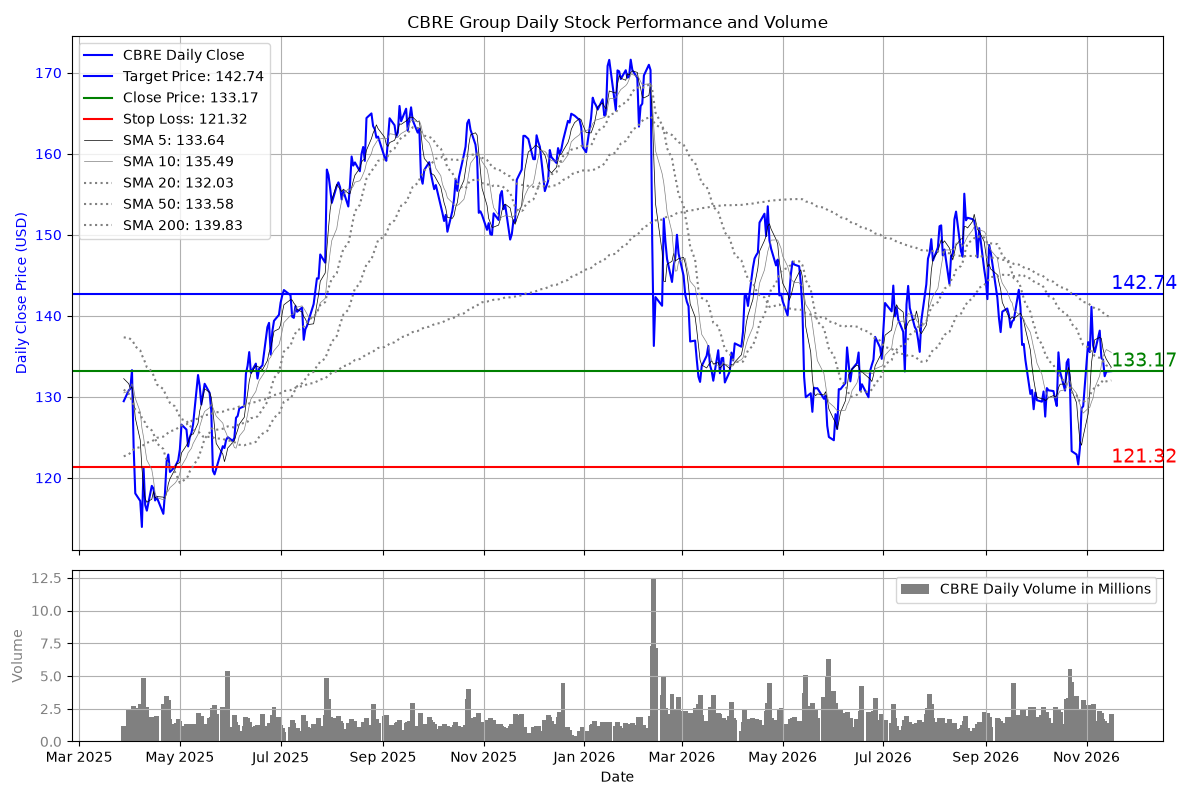 CBRE Group Daily Stock Performance and Volume
CBRE Daily Close
Target Price: 142.74
Close Price: 133.17
Stop Loss: 121.32
SMA 5: 133.64
SMA 10: 135.49
SMA 20: 132.03
SMA 50: 133.58
SMA 200: 139.83
Daily Close Price (USD)
170
160
150
140
130
120
142.74
133.17
121.32
CBRE Daily Volume in Millions
Volume
12.5
10.0
7.5
5.0
2.5
0.0
Mar 2025 May 2025 Jul 2025 Sep 2025 Nov 2025 Jan 2026 Mar 2026 May 2026 Jul 2026 Sep 2026 Nov 2026
Date